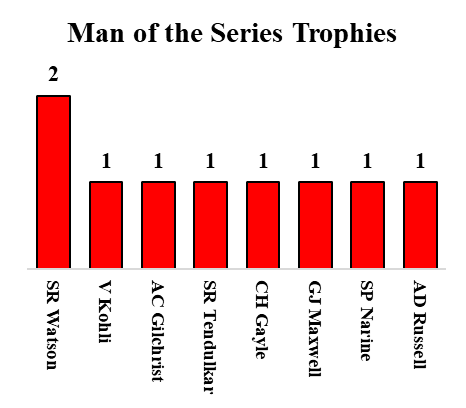 Man of the Series Trophies
2
1
1
1
1
1
1
1
SR Watson
V Kohli
AC Gilchrist
SR Tendulkar
CH Gayle
GJ Maxwell
SP Narine
AD Russell